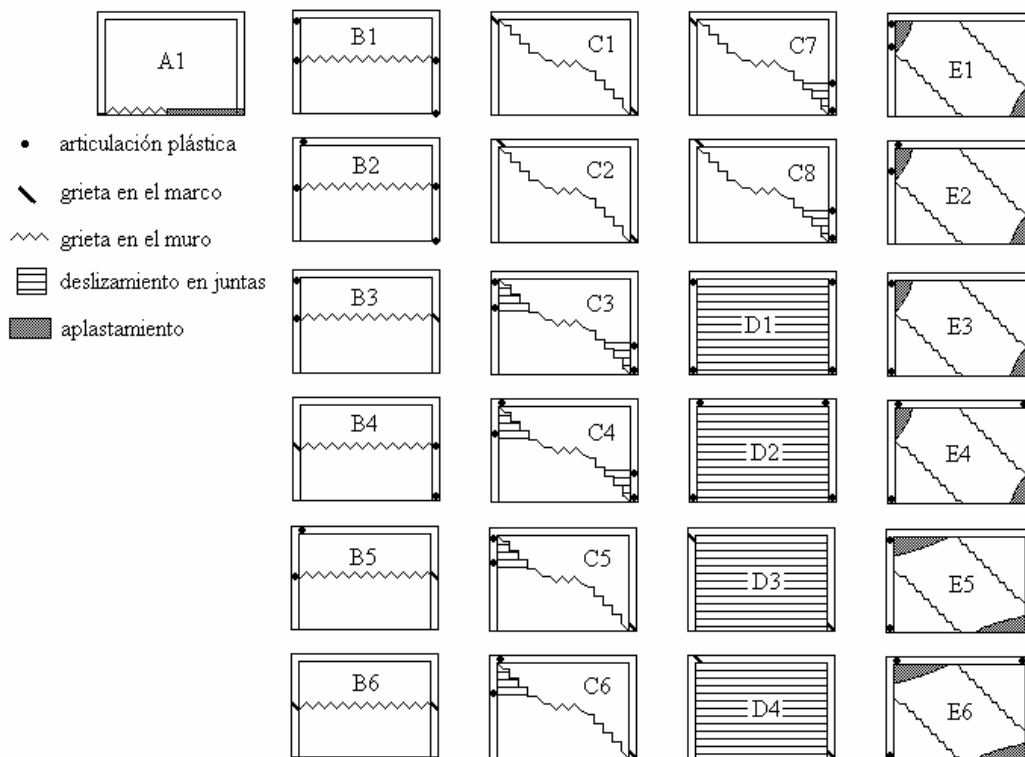 A1
B1
C1
C7
E1
articulación plástica
grieta en el marco
grieta en el muro
deslizamiento en juntas
aplastamiento
B2
C2
C8
E2
B3
C3
D1
E3
B4
C4
D2
E4
B5
C5
D3
E5
B6
C6
D4
E6